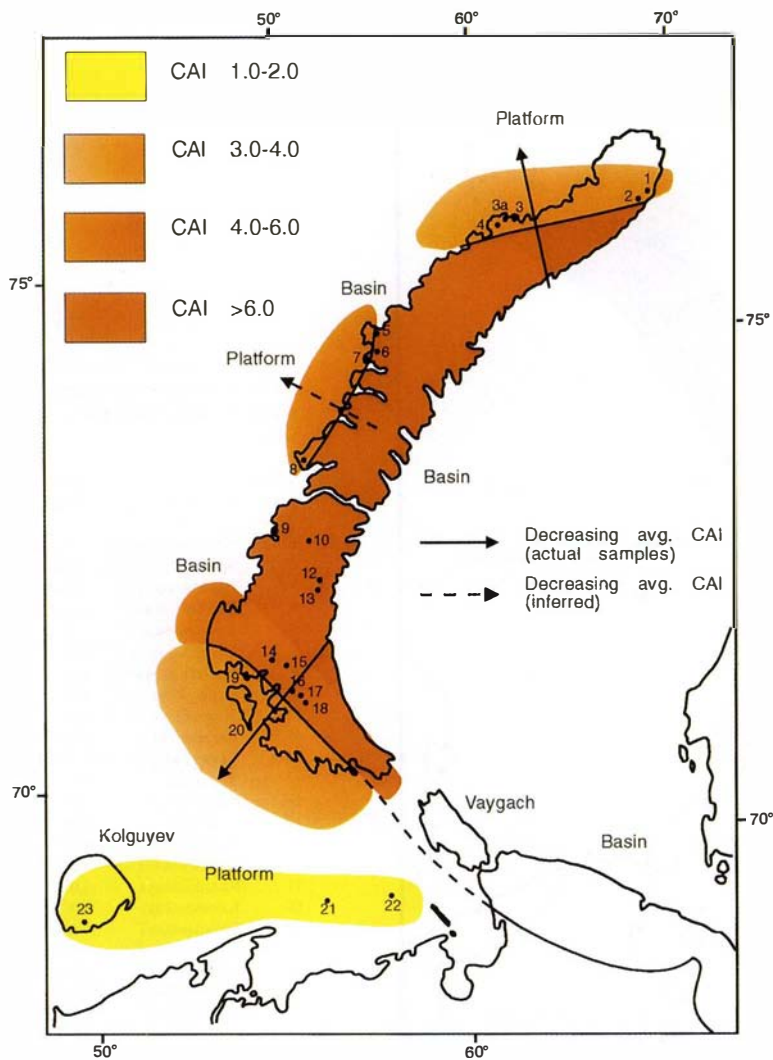 50°
60°
70°
CAI 1.0-2.0
CAI 3.0-4.0
CAI 4.0-6.0
CAI >6.0
Platform
1
2
3a
3
4
75°
75°
Basin
5
6
7
Platform
8
Basin
9
10
Decreasing avg. CAI
(actual samples)
Decreasing avg. CAI
(inferred)
Basin
12
13
14
15
16
17
18
19
20
70°
70°
Vaygach
Kolguyev
Basin
Platform
21
22
23
50°
60°